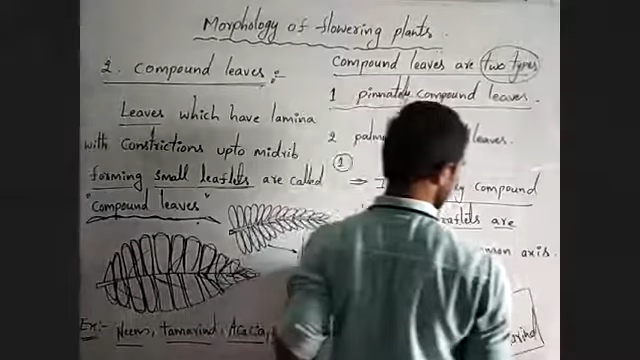 Morphology of flowering plants.
2. Compound leaves :-
Leaves which have lamina
with Constrictions upto midrib
forming small leaflets are called
"Compound leaves"
Ex:- Neem, tamarind, Acacia,
Compound leaves are two types
1 pinnately compound leaves.
2 leaves.
1
⇒ compound
leaflets are
axis.